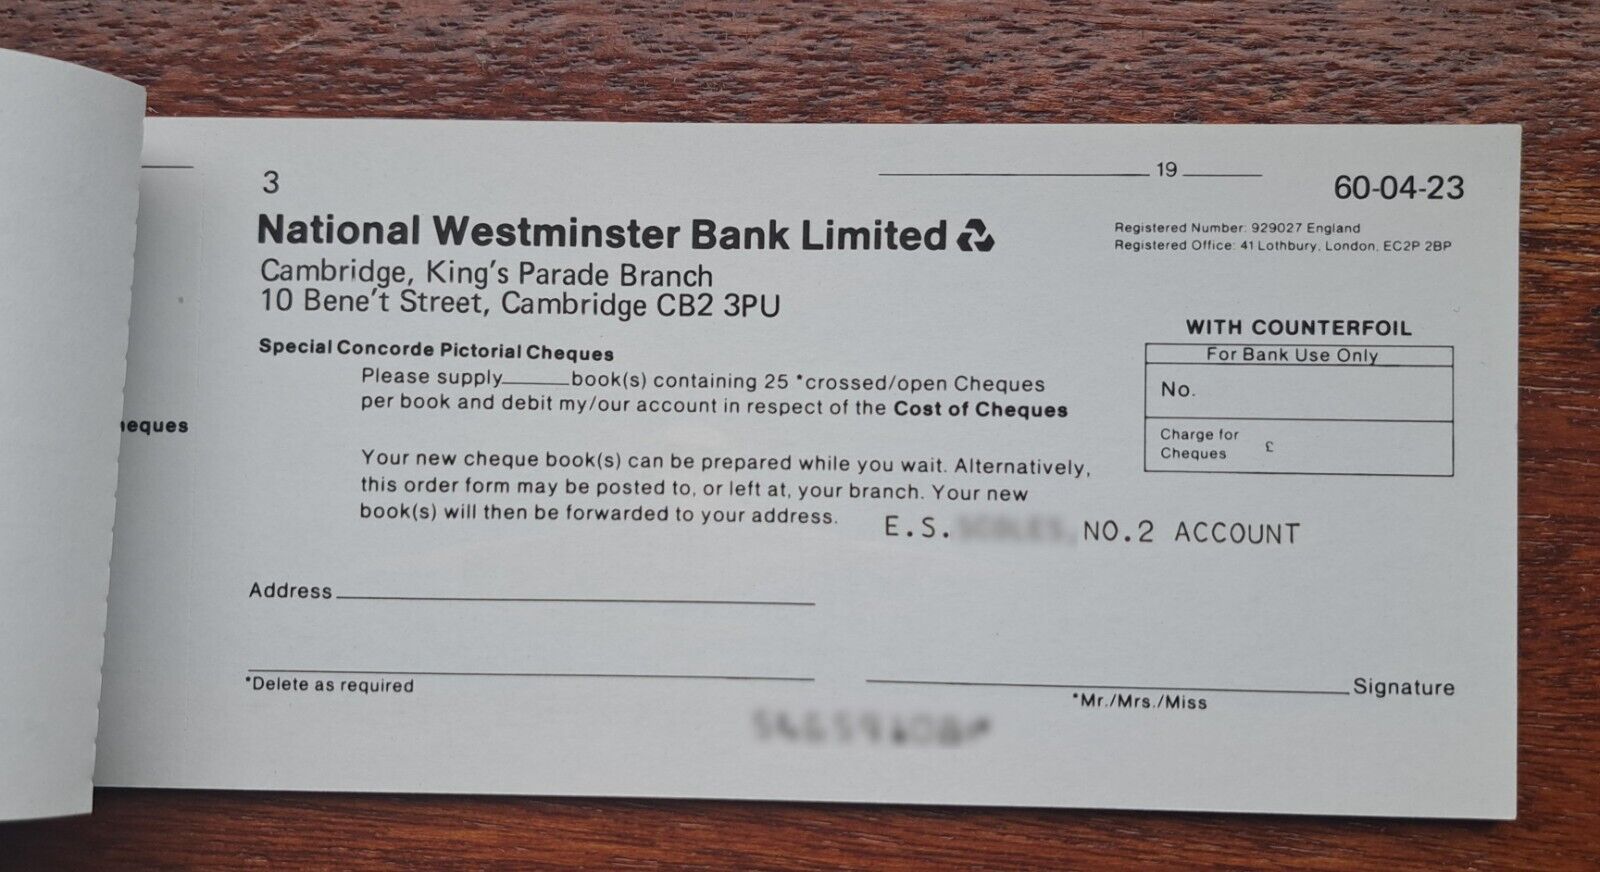 3
19
60-04-23
National Westminster Bank Limited
Registered Number: 929027 England
Registered Office: 41 Lothbury, London, EC2P 2BP
Cambridge, King's Parade Branch
10 Bene't Street, Cambridge CB2 3PU
WITH COUNTERFOIL
For Bank Use Only
No.
Charge for
Cheques £
Special Concorde Pictorial Cheques
Please supply book(s) containing 25 *crossed/open Cheques
per book and debit my/our account in respect of the Cost of Cheques
Your new cheque book(s) can be prepared while you wait. Alternatively,
this order form may be posted to, or left at, your branch. Your new
book(s) will then be forwarded to your address.
E.S. NO.2 ACCOUNT
Address
*Delete as required
Signature
*Mr./Mrs./Miss